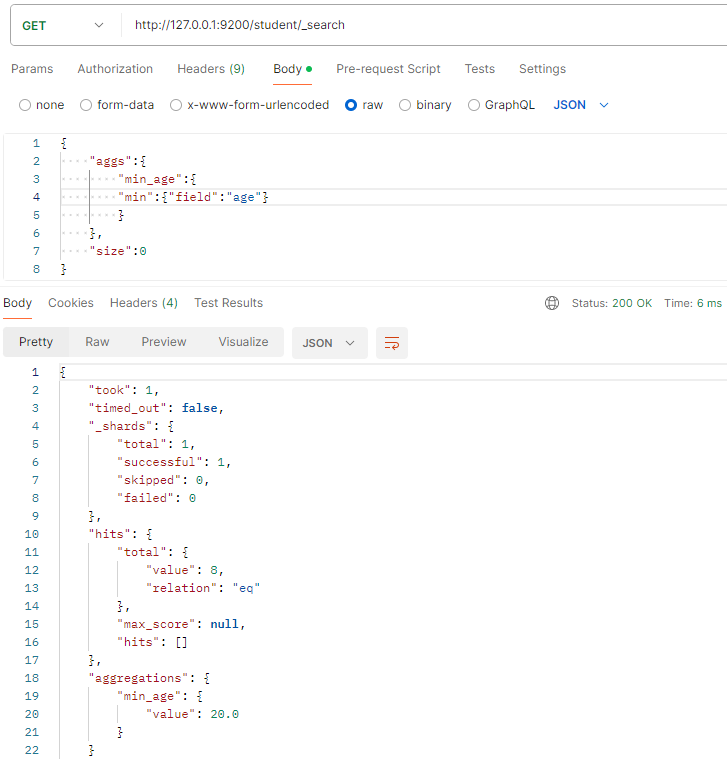 GET http://127.0.0.1:9200/student/_search
Params Authorization Headers (9) Body Pre-request Script Tests Settings
none form-data x-www-form-urlencoded raw binary GraphQL JSON
1 {
2 "aggs":{
3 "min_age":{
4 "min":{"field":"age"}
5 }
6 },
7 "size":0
8 }
Body Cookies Headers (4) Test Results Status: 200 OK Time: 6 ms
Pretty Raw Preview Visualize JSON
1 {
2 "took": 1,
3 "timed_out": false,
4 "_shards": {
5 "total": 1,
6 "successful": 1,
7 "skipped": 0,
8 "failed": 0
9 },
10 "hits": {
11 "total": {
12 "value": 8,
13 "relation": "eq"
14 },
15 "max_score": null,
16 "hits": []
17 },
18 "aggregations": {
19 "min_age": {
20 "value": 20.0
21 }
22 }